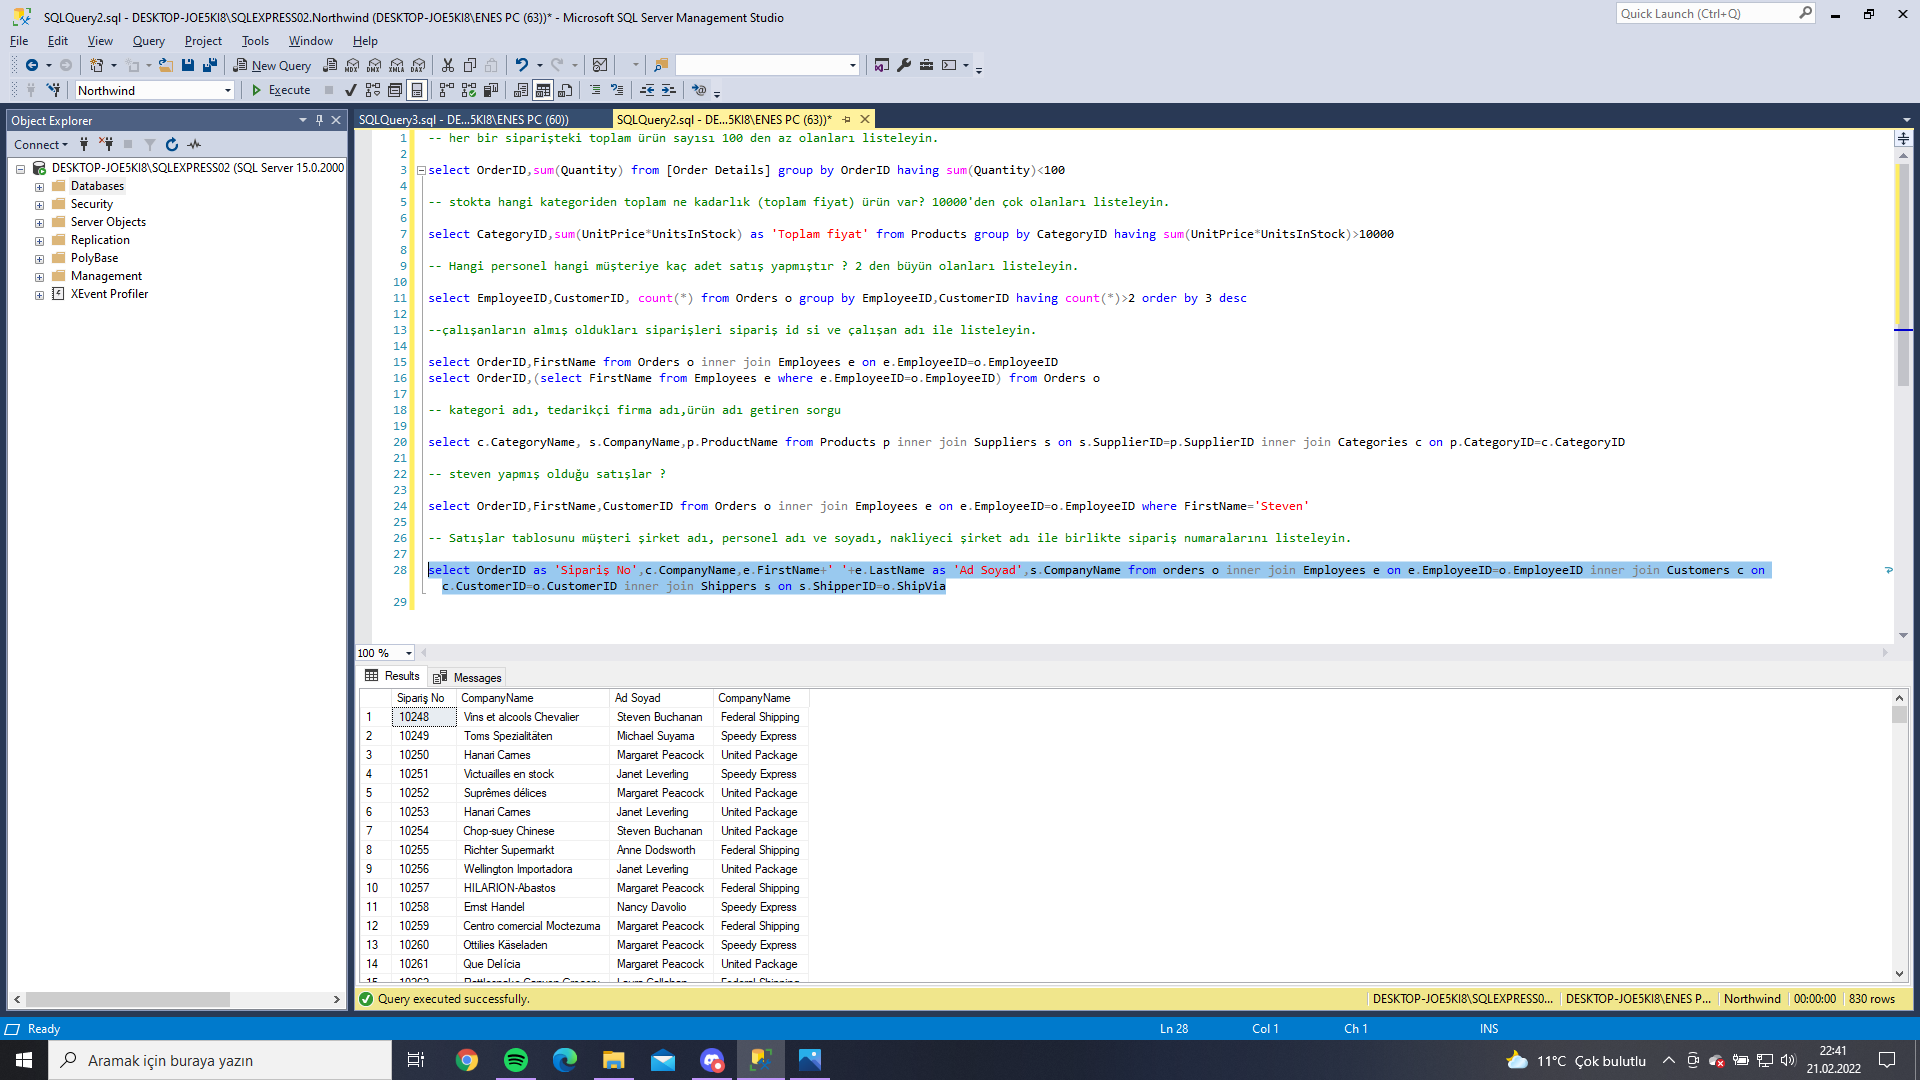 SQLQuery2.sql - DESKTOP-JOE5KI8\SQLEXPRESS02.Northwind (DESKTOP-JOE5KI8\ENES PC (63))* - Microsoft SQL Server Management Studio
Quick Launch (Ctrl+Q)
File Edit View Query Project Tools Window Help
New Query
MDX DMX XMLA DAX
Northwind
Execute
Object Explorer
Connect
DESKTOP-JOE5KI8\SQLEXPRESS02 (SQL Server 15.0.2000
Databases
Security
Server Objects
Replication
PolyBase
Management
XEvent Profiler
SQLQuery3.sql - DE...5KI8\ENES PC (60))
SQLQuery2.sql - DE...5KI8\ENES PC (63))*
1 -- her bir siparişteki toplam ürün sayısı 100 den az olanları listeleyin.
2
3 select OrderID,sum(Quantity) from [Order Details] group by OrderID having sum(Quantity)<100
4
5 -- stokta hangi kategoriden toplam ne kadarlık (toplam fiyat) ürün var? 10000'den çok olanları listeleyin.
6
7 select CategoryID,sum(UnitPrice*UnitsInStock) as 'Toplam fiyat' from Products group by CategoryID having sum(UnitPrice*UnitsInStock)>10000
8
9 -- Hangi personel hangi müşteriye kaç adet satış yapmıştır ? 2 den büyün olanları listeleyin.
10
11 select EmployeeID,CustomerID, count(*) from Orders o group by EmployeeID,CustomerID having count(*)>2 order by 3 desc
12
13 --çalışanların almış oldukları siparişleri sipariş id si ve çalışan adı ile listeleyin.
14
15 select OrderID,FirstName from Orders o inner join Employees e on e.EmployeeID=o.EmployeeID
16 select OrderID,(select FirstName from Employees e where e.EmployeeID=o.EmployeeID) from Orders o
17
18 -- kategori adı, tedarikçi firma adı,ürün adı getiren sorgu
19
20 select c.CategoryName, s.CompanyName,p.ProductName from Products p inner join Suppliers s on s.SupplierID=p.SupplierID inner join Categories c on p.CategoryID=c.CategoryID
21
22 -- steven yapmış olduğu satışlar ?
23
24 select OrderID,FirstName,CustomerID from Orders o inner join Employees e on e.EmployeeID=o.EmployeeID where FirstName='Steven'
25
26 -- Satışlar tablosunu müşteri şirket adı, personel adı ve soyadı, nakliyeci şirket adı ile birlikte sipariş numaralarını listeleyin.
27
28 select OrderID as 'Sipariş No',c.CompanyName,e.FirstName+' '+e.LastName as 'Ad Soyad',s.CompanyName from orders o inner join Employees e on e.EmployeeID=o.EmployeeID inner join Customers c on
c.CustomerID=o.CustomerID inner join Shippers s on s.ShipperID=o.ShipVia
29
100 %
Results Messages
Sipariş No CompanyName Ad Soyad CompanyName
1 10248 Vins et alcools Chevalier Steven Buchanan Federal Shipping
2 10249 Toms Spezialitäten Michael Suyama Speedy Express
3 10250 Hanari Carnes Margaret Peacock United Package
4 10251 Victuailles en stock Janet Leverling Speedy Express
5 10252 Suprêmes délices Margaret Peacock United Package
6 10253 Hanari Carnes Janet Leverling United Package
7 10254 Chop-suey Chinese Steven Buchanan United Package
8 10255 Richter Supermarkt Anne Dodsworth Federal Shipping
9 10256 Wellington Importadora Janet Leverling United Package
10 10257 HILARION-Abastos Margaret Peacock Federal Shipping
11 10258 Ernst Handel Nancy Davolio Speedy Express
12 10259 Centro comercial Moctezuma Margaret Peacock Federal Shipping
13 10260 Ottilies Käseladen Margaret Peacock Speedy Express
14 10261 Que Delícia Margaret Peacock United Package
Query executed successfully.
DESKTOP-JOE5KI8\SQLEXPRESS0... DESKTOP-JOE5KI8\ENES P... Northwind 00:00:00 830 rows
Ready Ln 28 Col 1 Ch 1 INS
Aramak için buraya yazın
11°C Çok bulutlu
22:41
21.02.2022